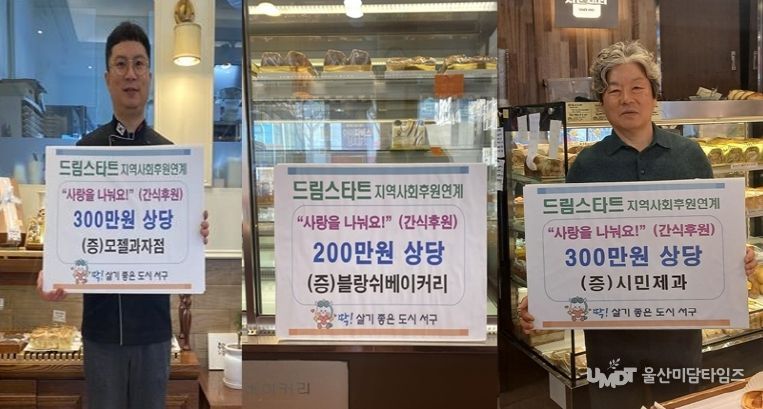 드림스타트 지역사회후원연계
“사랑을 나눠요!” (간식후원)
300만원 상당
(증)모젤과자점
딱! 살기 좋은 도시 서구
드림스타트 지역사회후원연계
“사랑을 나눠요!” (간식후원)
200만원 상당
(증)블랑쉬베이커리
딱! 살기 좋은 도시 서구
베이커리
드림스타트 지역사회후원연계
“사랑을 나눠요!” (간식후원)
300만원 상당
(증)시민제과
딱! 살기 좋은 도시 서구
UMDT 울산미담타임즈